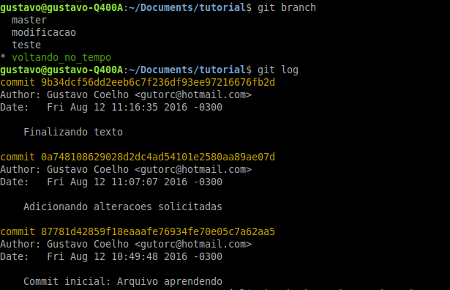 gustavo@gustavo-Q400A:~/Documents/tutorial$ git branch
master
modificacao
teste
* voltando_no_tempo
gustavo@gustavo-Q400A:~/Documents/tutorial$ git log
commit 9b34dcf56dd2eeb6c7f236df93ee97216676fb2d
Author: Gustavo Coelho <gutorc@hotmail.com>
Date:   Fri Aug 12 11:16:35 2016 -0300
Finalizando texto
commit 0a748108629028d2dc4ad54101e2580aa89ae07d
Author: Gustavo Coelho <gutorc@hotmail.com>
Date:   Fri Aug 12 11:07:07 2016 -0300
Adicionando alteracoes solicitadas
commit 87781d42859f18eaaafe76934fe70e05c7a62aa5
Author: Gustavo Coelho <gutorc@hotmail.com>
Date:   Fri Aug 12 10:49:48 2016 -0300
Commit inicial: Arquivo aprendendo